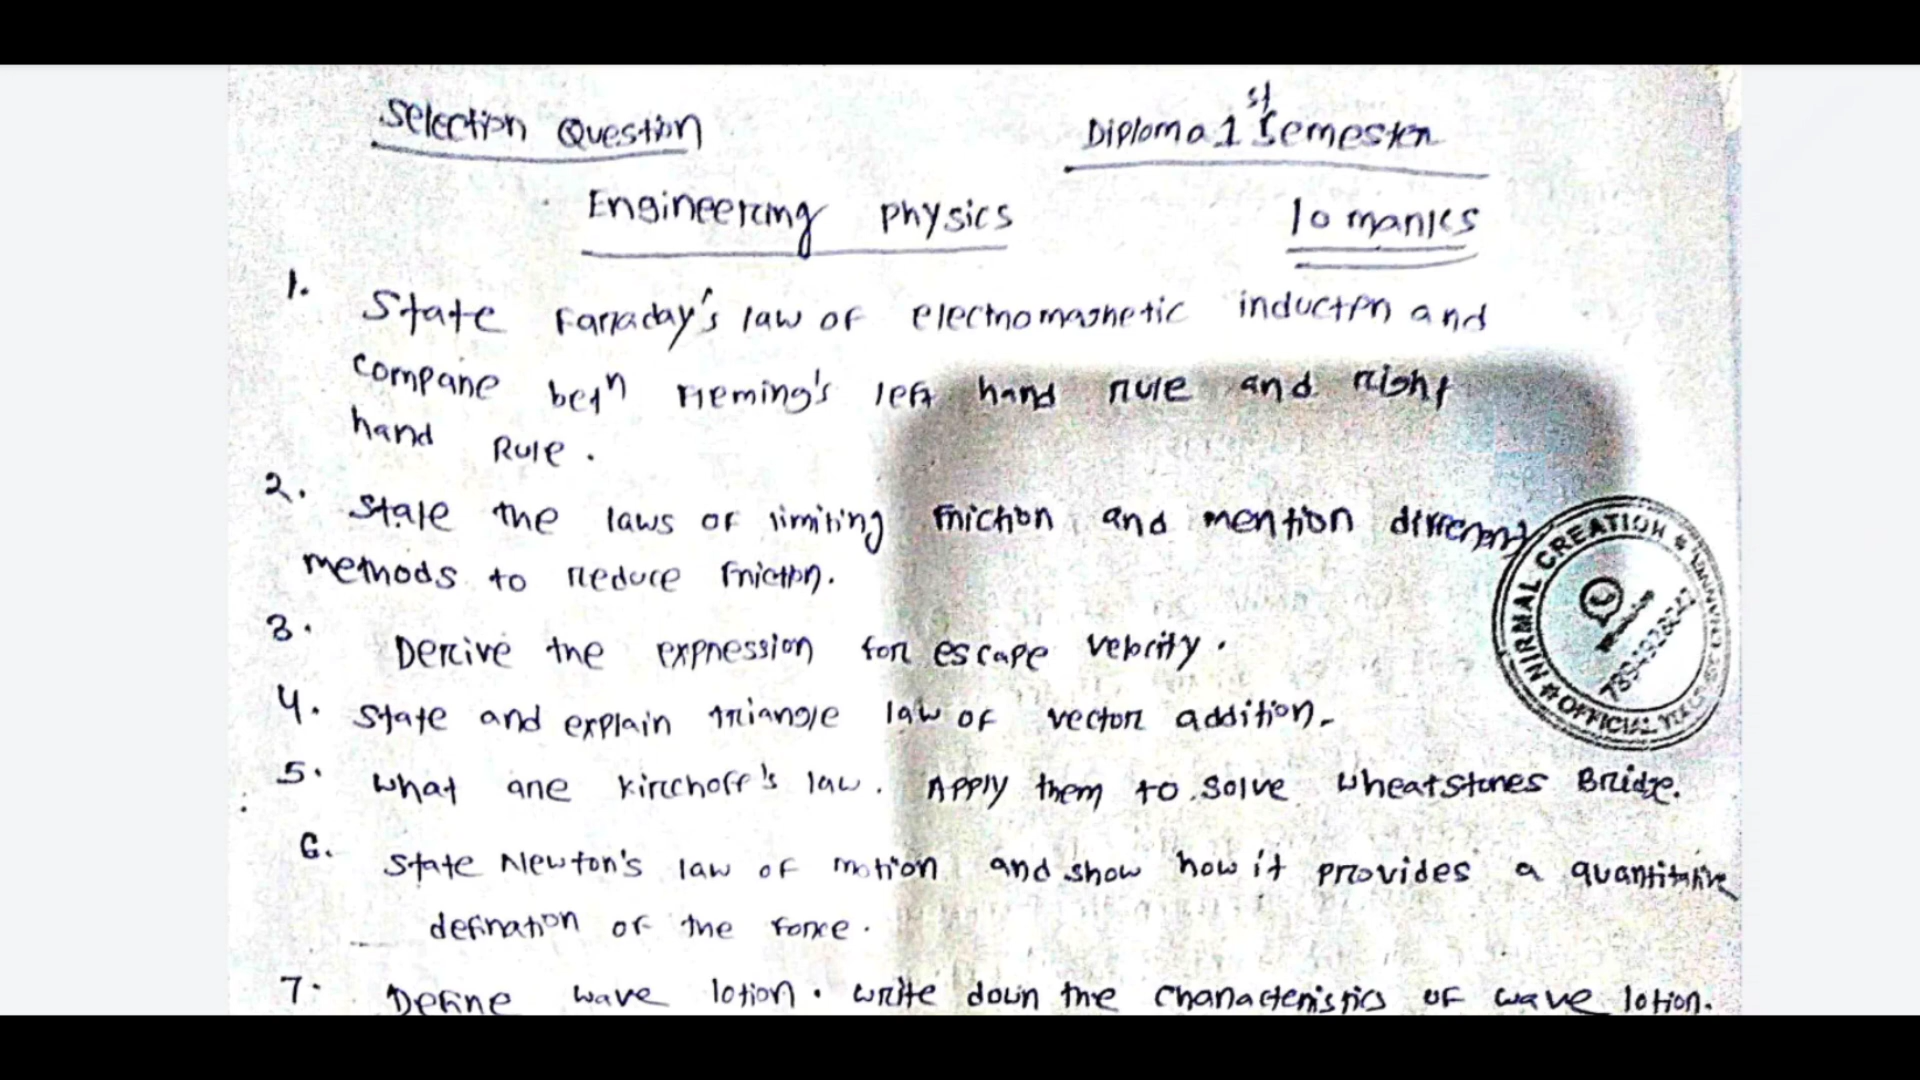 Selection Question
Diploma 1st Semester
Engineering physics
10 marks
1.
State Faraday's law of electromagnetic induction and
compare betn Fleming's left hand rule and right
hand Rule.
2.
State the laws of limiting friction and mention different
methods to reduce friction.
3.
Derive the expression for escape velocity.
4. State and explain triangle law of vector addition.
5. what are kirchoff's law. Apply them to solve wheatstones Bridge.
6.
State Newton's law of motion and show how it provides a quantitative
defination of the force.
7. Define wave lotion. write down the characteristics of wave lotion.
# NIRMAL CREATION #
OFFICIAL